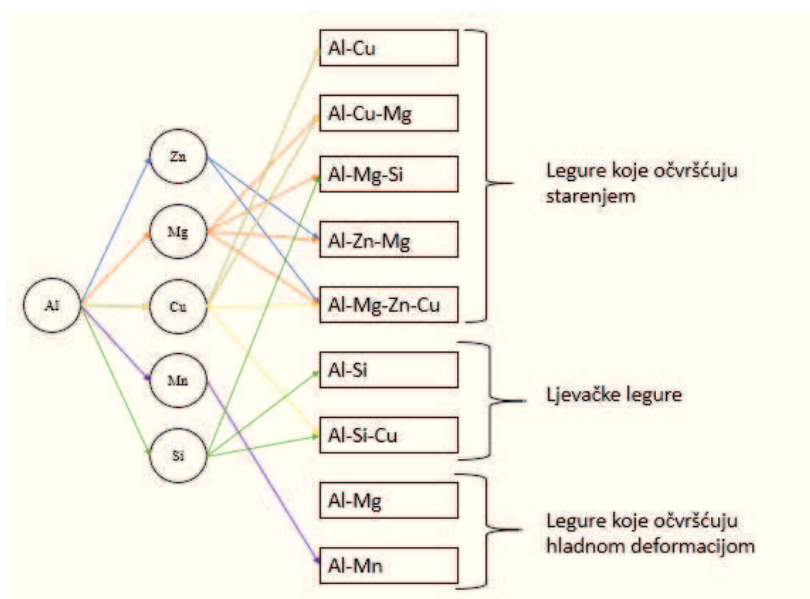 Al
Zn
Mg
Cu
Mn
Si
Al-Cu
Al-Cu-Mg
Al-Mg-Si
Al-Zn-Mg
Al-Mg-Zn-Cu
Al-Si
Al-Si-Cu
Al-Mg
Al-Mn
Legure koje očvršćuju
starenjem
Ljevačke legure
Legure koje očvršćuju
hladnom deformacijom